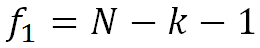 f₁ = N − k − 1